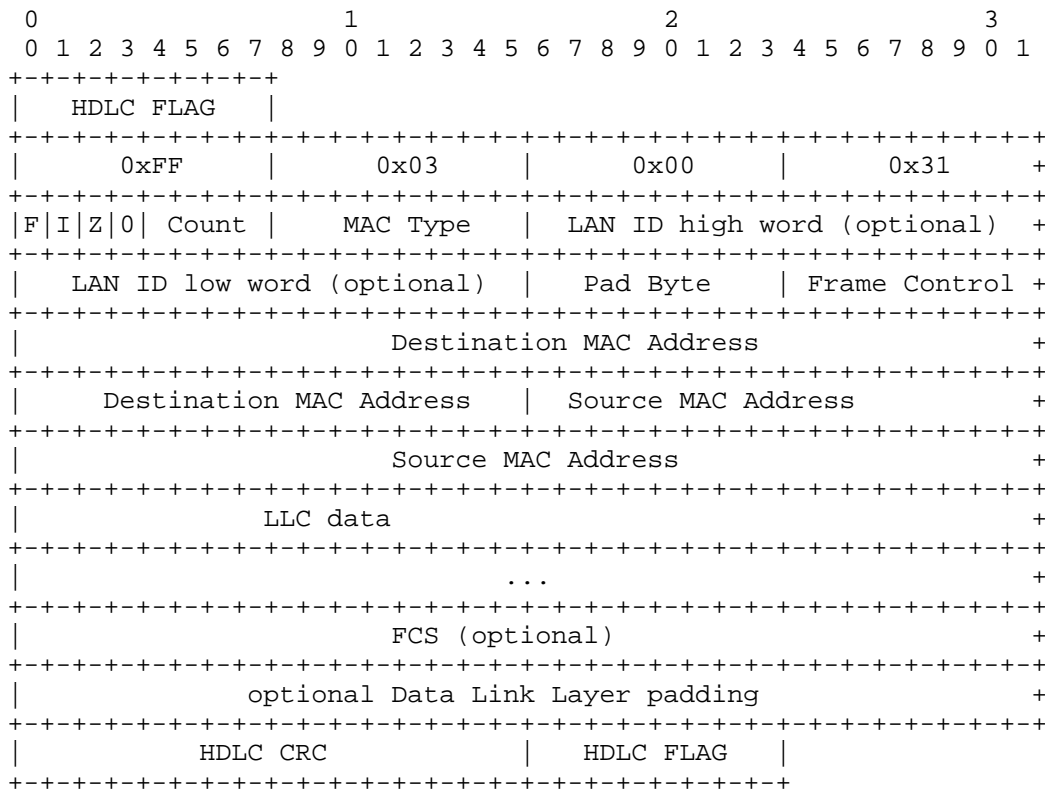 0                   1                   2                   3
 0 1 2 3 4 5 6 7 8 9 0 1 2 3 4 5 6 7 8 9 0 1 2 3 4 5 6 7 8 9 0 1
+-+-+-+-+-+-+-+-+
|   HDLC FLAG   |
+-+-+-+-+-+-+-+-+-+-+-+-+-+-+-+-+-+-+-+-+-+-+-+-+-+-+-+-+-+-+-+-+
|      0xFF     |      0x03     |      0x00     |      0x31     +
+-+-+-+-+-+-+-+-+-+-+-+-+-+-+-+-+-+-+-+-+-+-+-+-+-+-+-+-+-+-+-+-+
|F|I|Z|0| Count |    MAC Type   |  LAN ID high word (optional)  +
+-+-+-+-+-+-+-+-+-+-+-+-+-+-+-+-+-+-+-+-+-+-+-+-+-+-+-+-+-+-+-+-+
|   LAN ID low word (optional)  |   Pad Byte    | Frame Control +
+-+-+-+-+-+-+-+-+-+-+-+-+-+-+-+-+-+-+-+-+-+-+-+-+-+-+-+-+-+-+-+-+
|                       Destination MAC Address                 +
+-+-+-+-+-+-+-+-+-+-+-+-+-+-+-+-+-+-+-+-+-+-+-+-+-+-+-+-+-+-+-+-+
|     Destination MAC Address   |  Source MAC Address           +
+-+-+-+-+-+-+-+-+-+-+-+-+-+-+-+-+-+-+-+-+-+-+-+-+-+-+-+-+-+-+-+-+
|                       Source MAC Address                      +
+-+-+-+-+-+-+-+-+-+-+-+-+-+-+-+-+-+-+-+-+-+-+-+-+-+-+-+-+-+-+-+-+
|               LLC data                                        +
+-+-+-+-+-+-+-+-+-+-+-+-+-+-+-+-+-+-+-+-+-+-+-+-+-+-+-+-+-+-+-+-+
|                              ...                              +
+-+-+-+-+-+-+-+-+-+-+-+-+-+-+-+-+-+-+-+-+-+-+-+-+-+-+-+-+-+-+-+-+
|                       FCS (optional)                          +
+-+-+-+-+-+-+-+-+-+-+-+-+-+-+-+-+-+-+-+-+-+-+-+-+-+-+-+-+-+-+-+-+
|              optional Data Link Layer padding                 +
+-+-+-+-+-+-+-+-+-+-+-+-+-+-+-+-+-+-+-+-+-+-+-+-+-+-+-+-+-+-+-+-+
|           HDLC CRC            |   HDLC FLAG   |
+-+-+-+-+-+-+-+-+-+-+-+-+-+-+-+-+-+-+-+-+-+-+-+-+